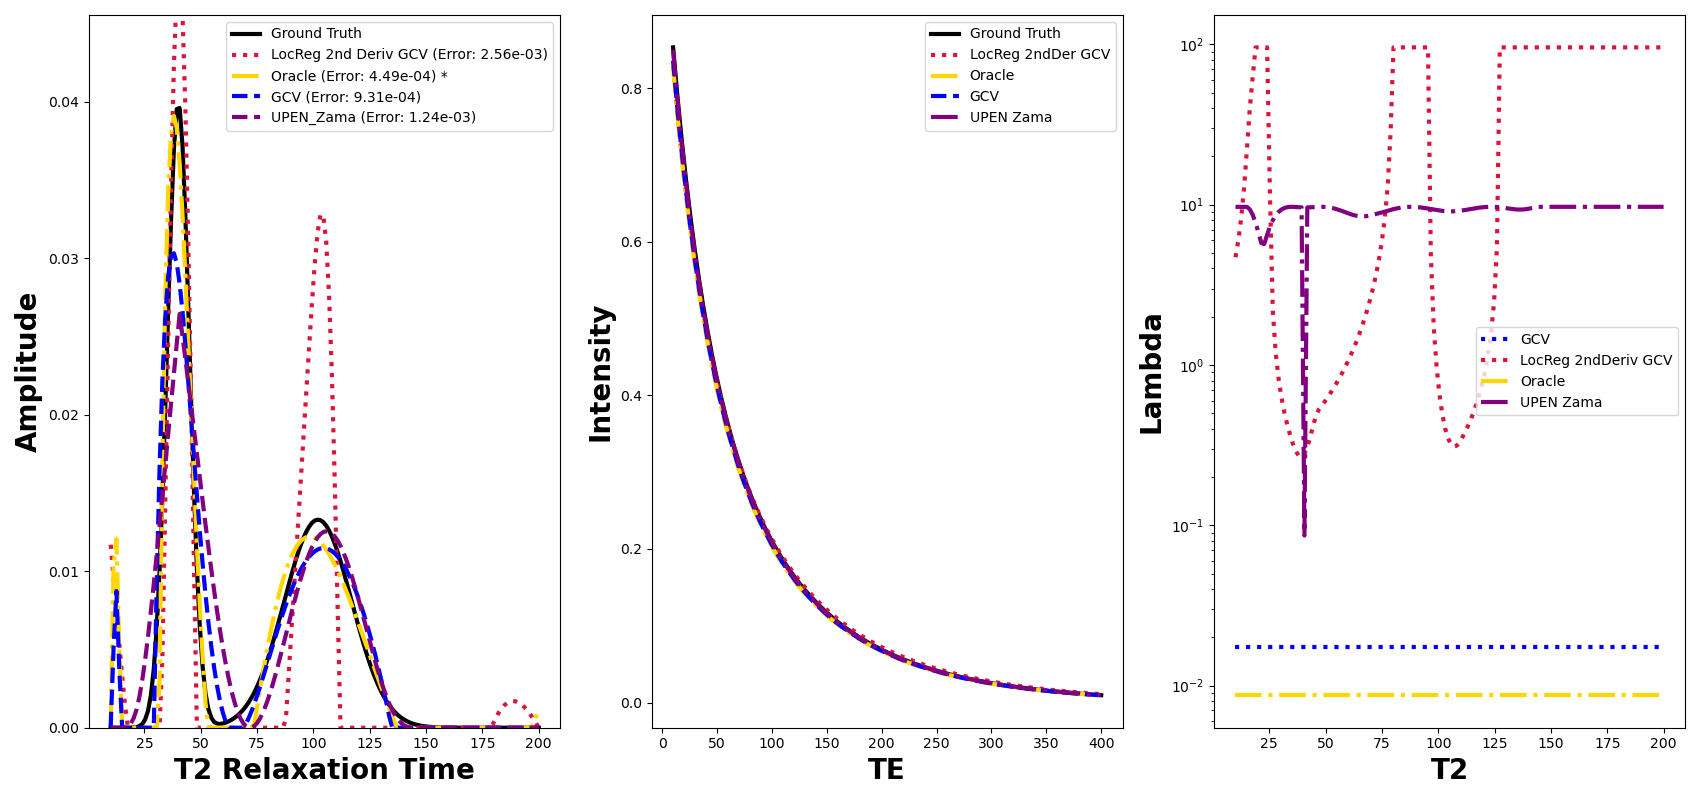 Ground Truth
LocReg 2nd Deriv GCV (Error: 2.56e-03)
Oracle (Error: 4.49e-04) *
GCV (Error: 9.31e-04)
UPEN_Zama (Error: 1.24e-03)
0.04
0.03
0.02
0.01
0.00
Amplitude
25 50 75 100 125 150 175 200
T2 Relaxation Time
Ground Truth
LocReg 2ndDer GCV
Oracle
GCV
UPEN Zama
0.8
0.6
0.4
0.2
0.0
Intensity
0 50 100 150 200 250 300 350 400
TE
10²
10¹
10⁰
10⁻¹
10⁻²
Lambda
GCV
LocReg 2ndDeriv GCV
Oracle
UPEN Zama
25 50 75 100 125 150 175 200
T2